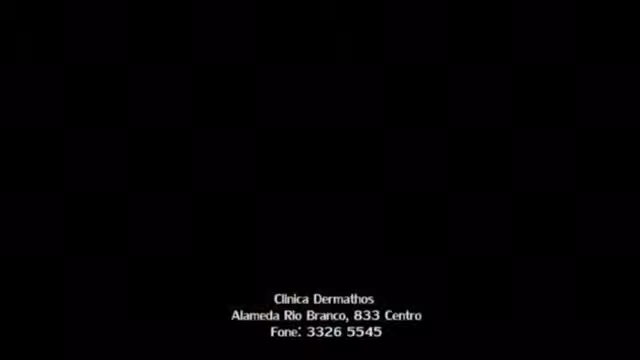 Clinica Dermathos
Alameda Rio Branco, 833 Centro
Fone: 3326 5545